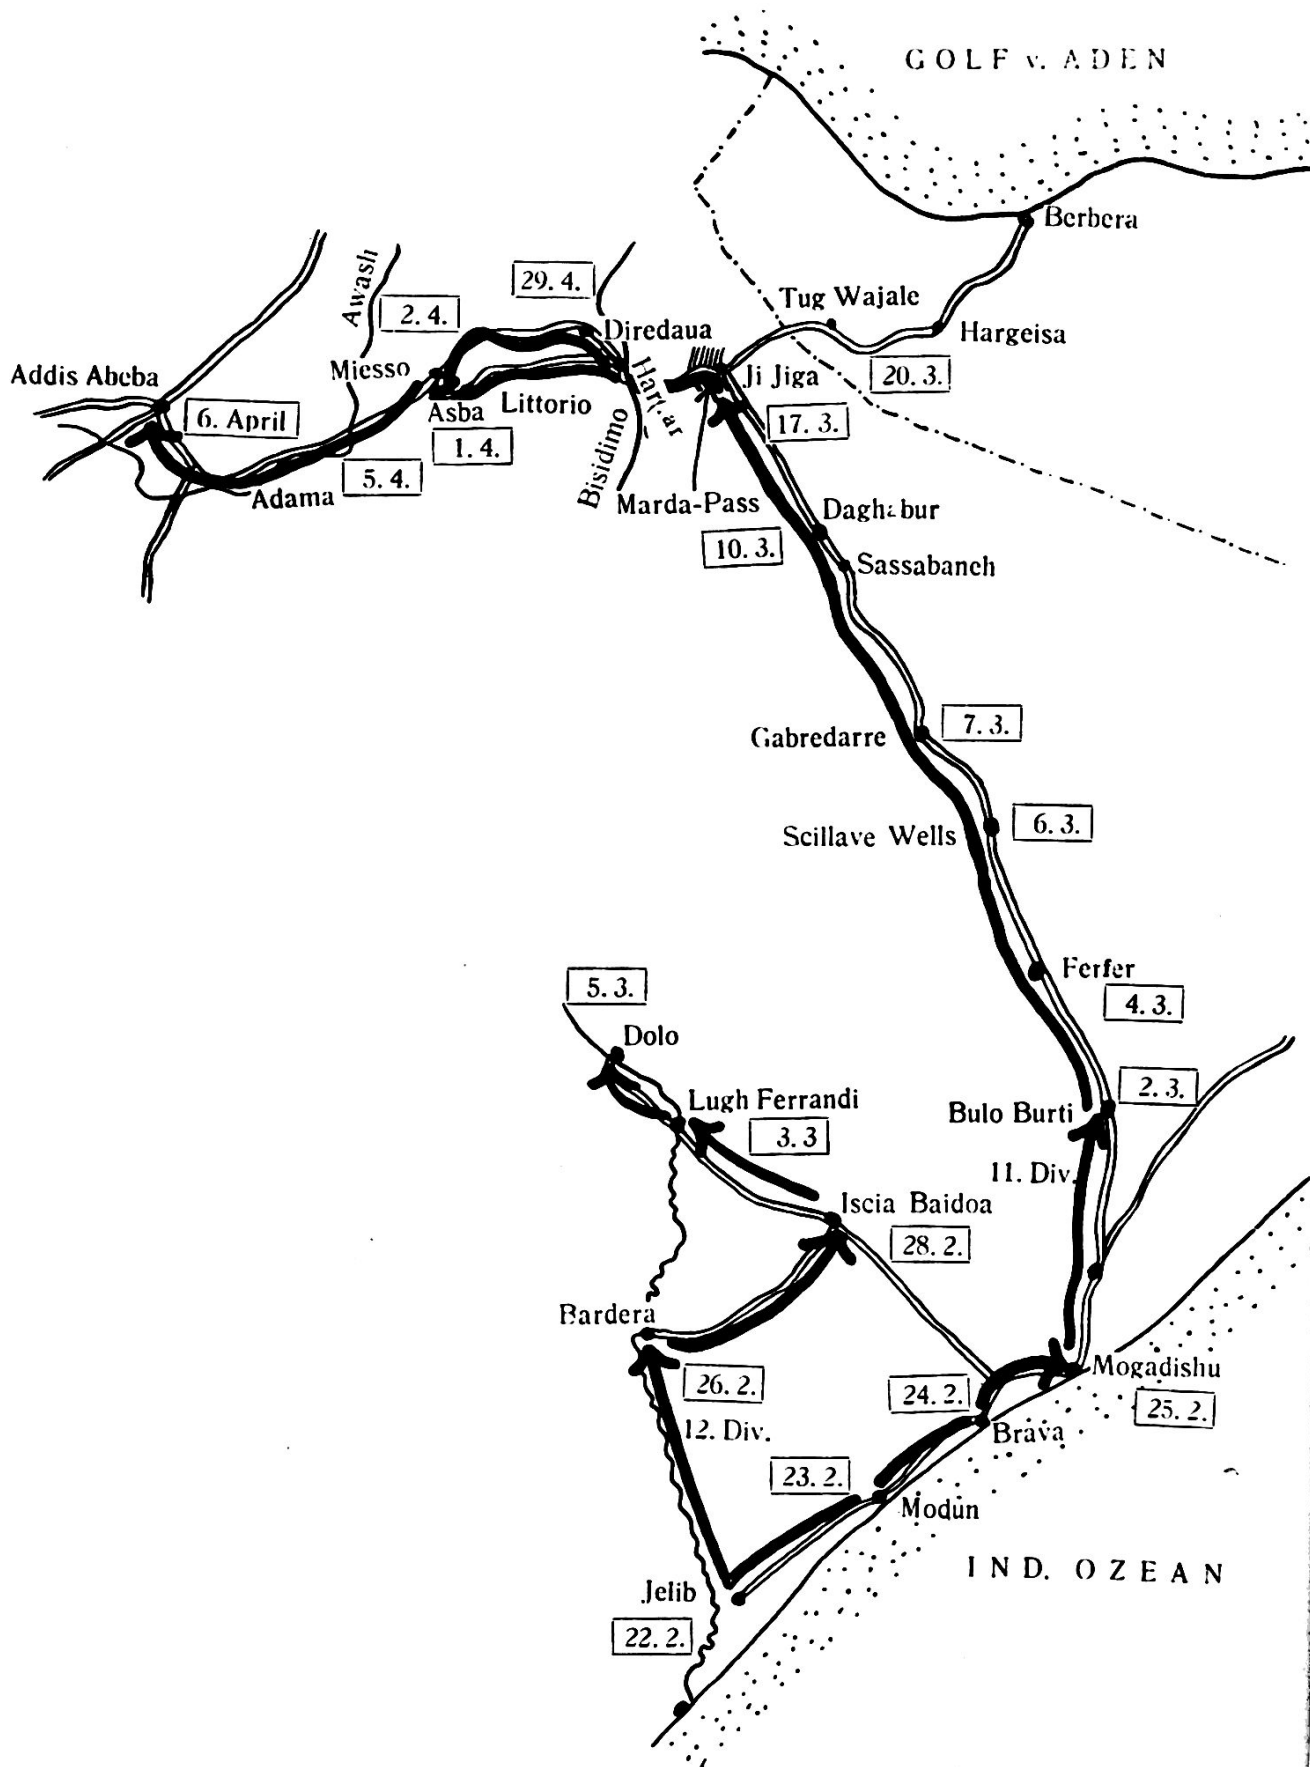 GOLF v. ADEN
Berbera
Awash
29. 4.
2. 4.
Tug Wajale
Diredaua
Hargeisa
Miesso
Addis Abeba
Ji Jiga
20. 3.
Asba Littorio
6. April
17. 3.
1. 4.
Bisidimo
5. 4.
Adama
Marda-Pass
Daghabur
10. 3.
Sassabaneh
7. 3.
Gabredarre
6. 3.
Scillave Wells
Ferfer
5. 3.
4. 3.
Dolo
2. 3.
Lugh Ferrandi
Bulo Burti
3. 3
11. Div.
Iscia Baidoa
28. 2.
Bardera
Mogadishu
26. 2.
24. 2.
25. 2.
12. Div.
Brava
23. 2.
Modun
IND. OZEAN
Jelib
22. 2.